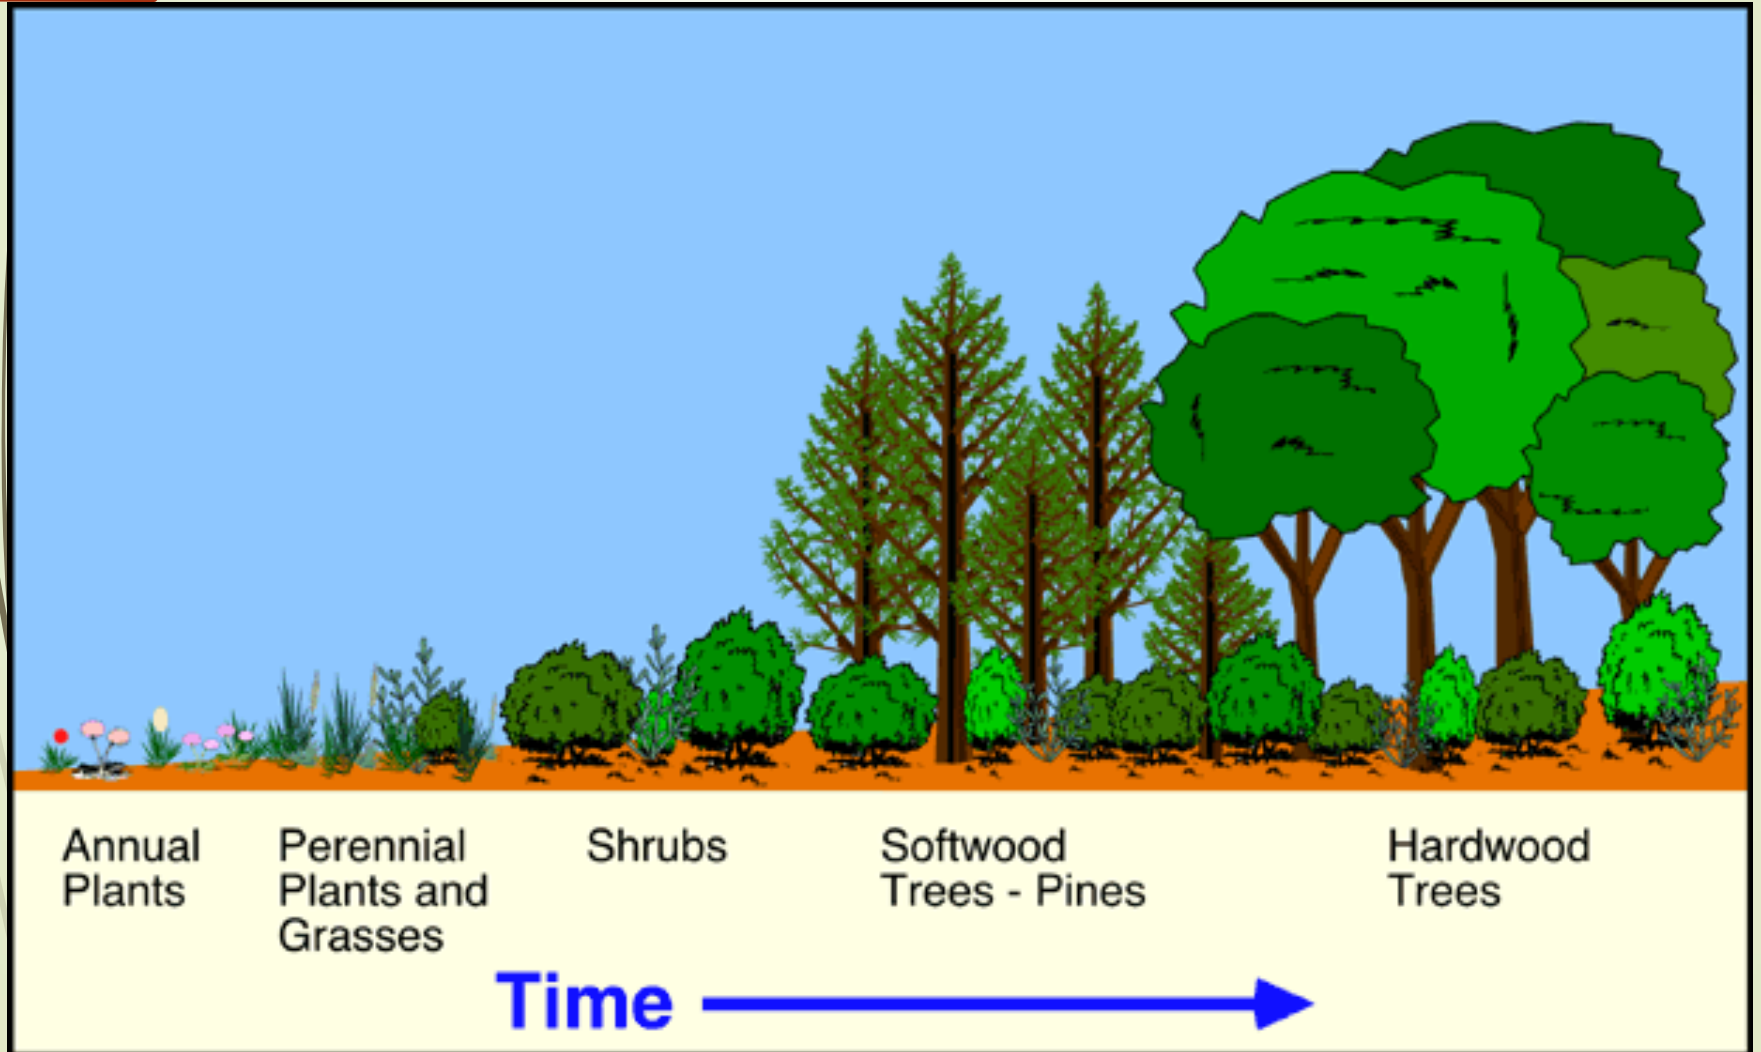 Annual
Plants
Perennial
Plants and
Grasses
Shrubs
Softwood
Trees - Pines
Hardwood
Trees
Time